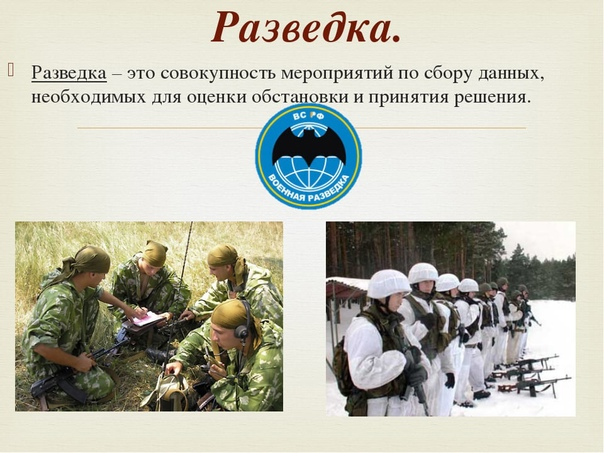 Разведка.
Разведка – это совокупность мероприятий по сбору данных,
необходимых для оценки обстановки и принятия решения.
ВС РФ
ВОЕННАЯ РАЗВЕДКА